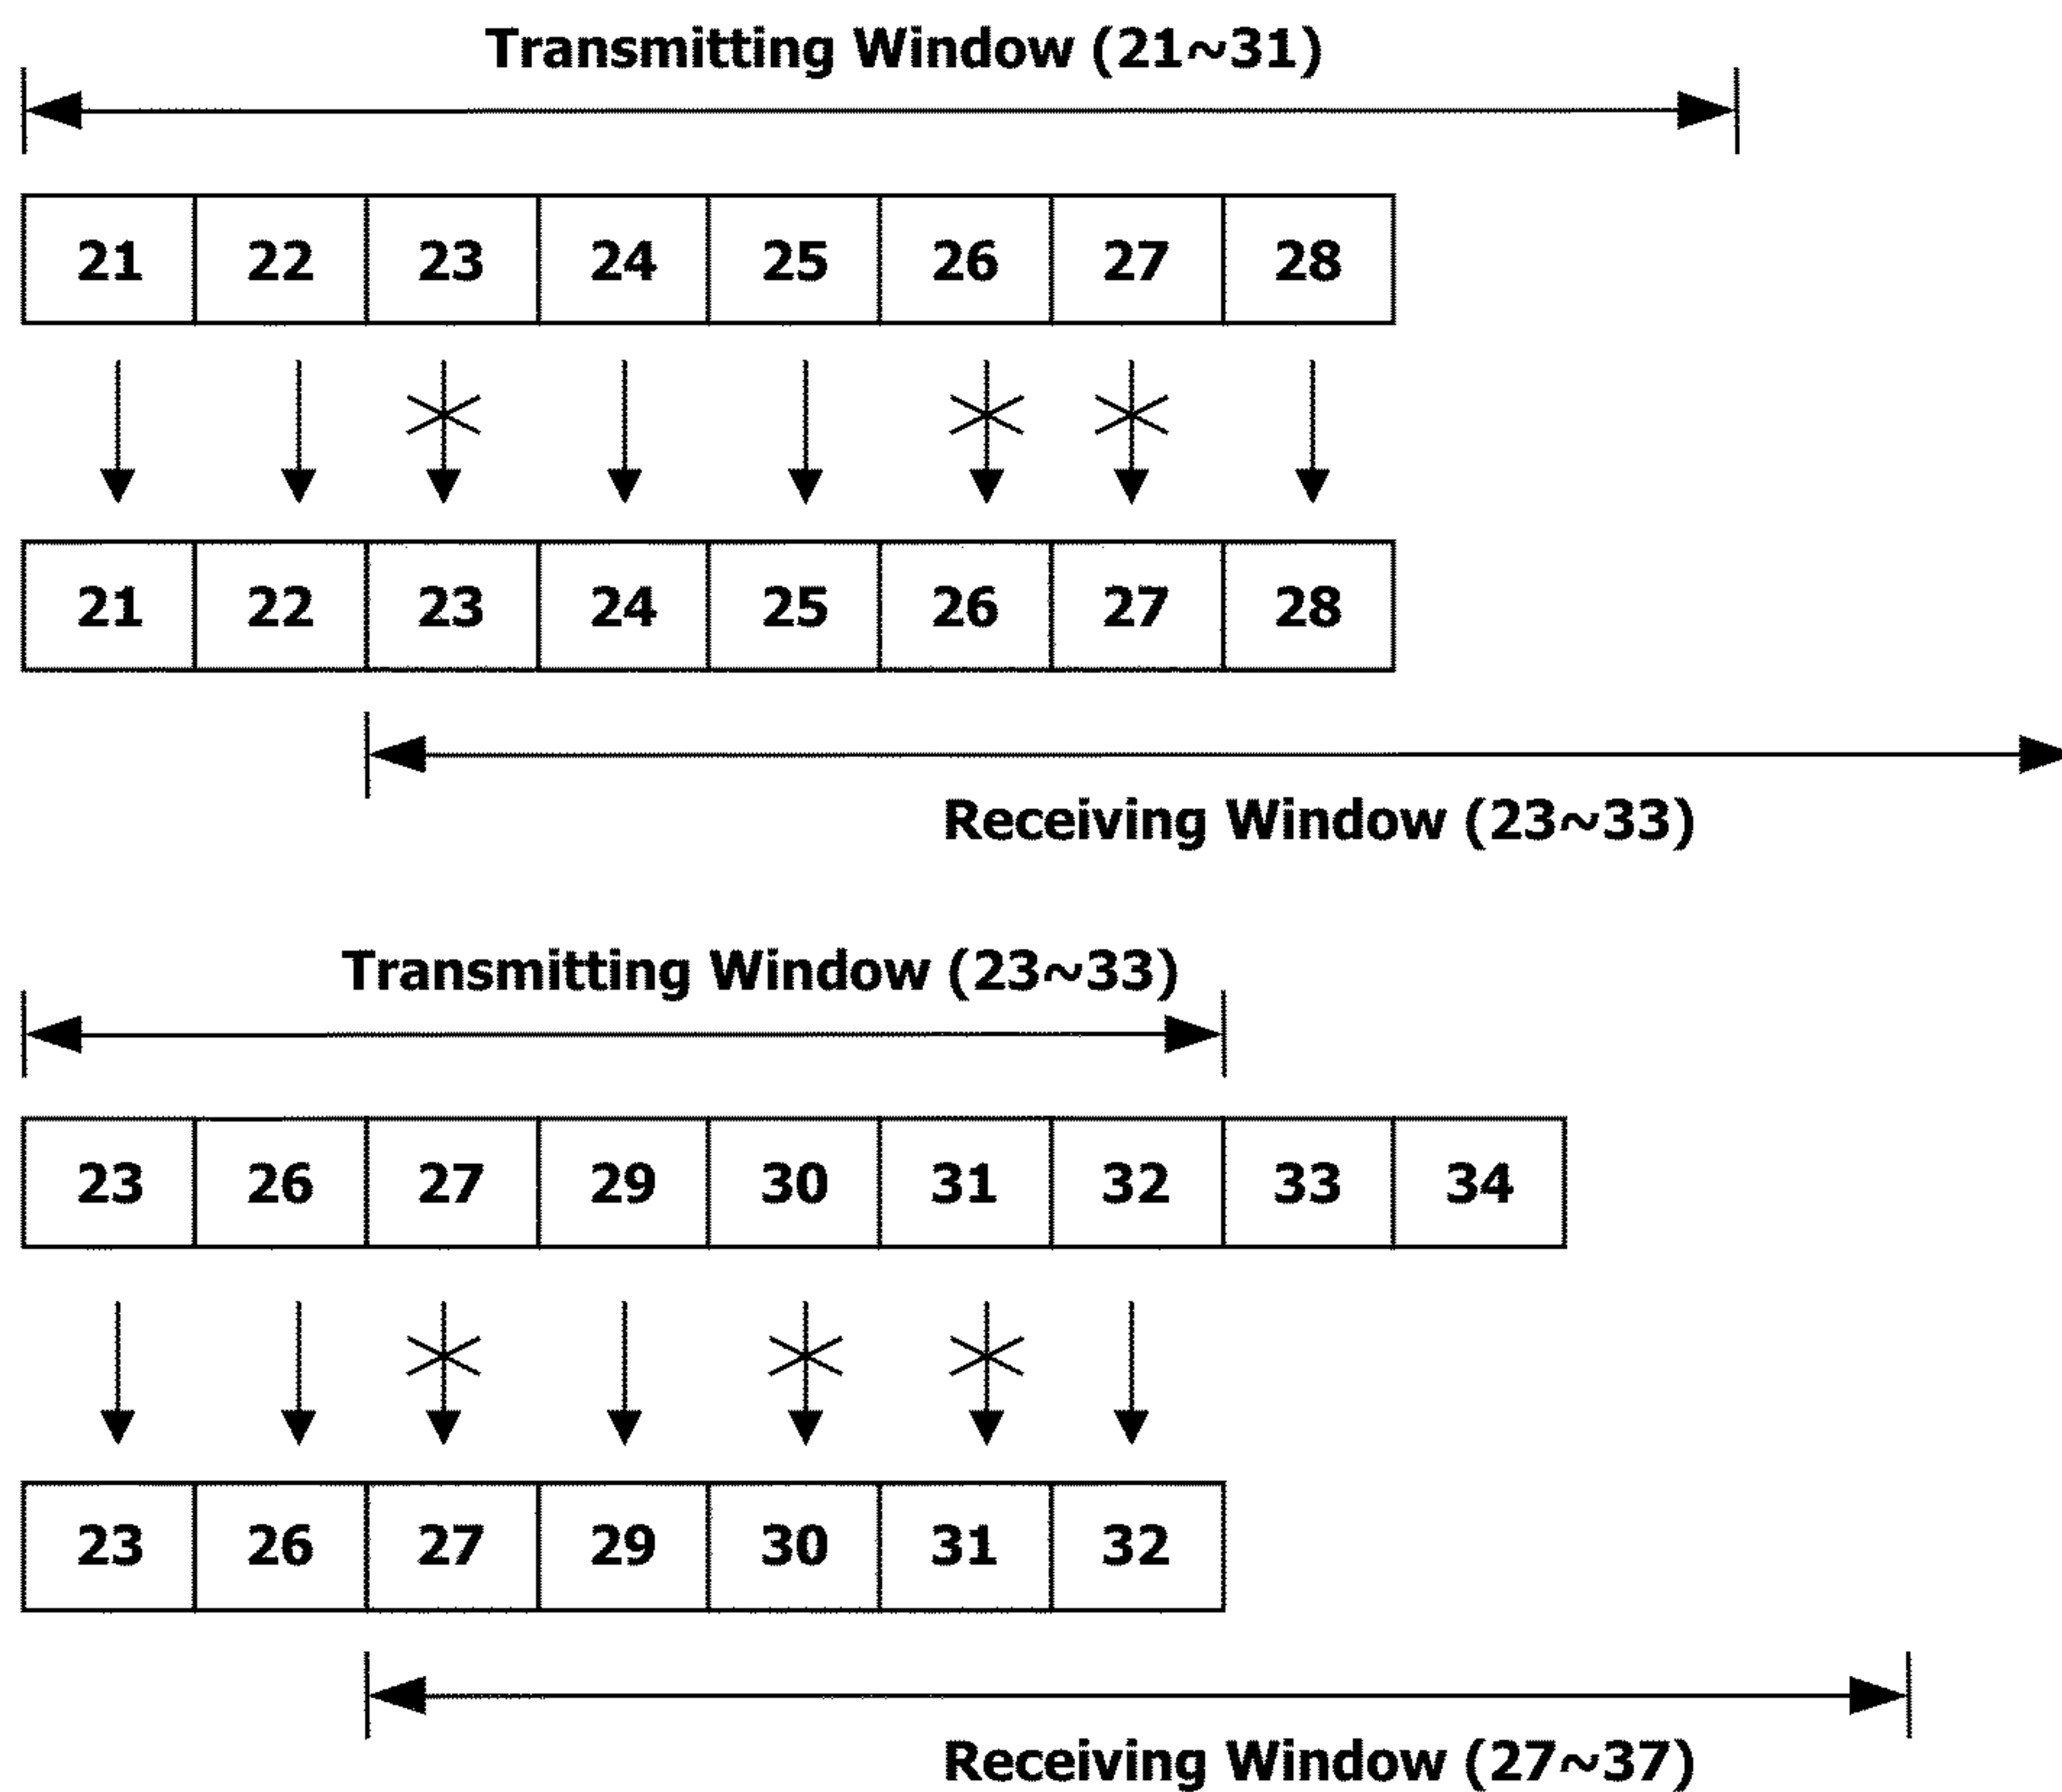 Transmitting Window (21~31)
21 22 23 24 25 26 27 28
21 22 23 24 25 26 27 28
Receiving Window (23~33)
Transmitting Window (23~33)
23 26 27 29 30 31 32 33 34
23 26 27 29 30 31 32
Receiving Window (27~37)